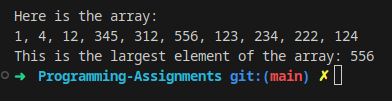 Here is the array:
1, 4, 12, 345, 312, 556, 123, 234, 222, 124
This is the largest element of the array: 556
➜ Programming-Assignments git:(main) ✗